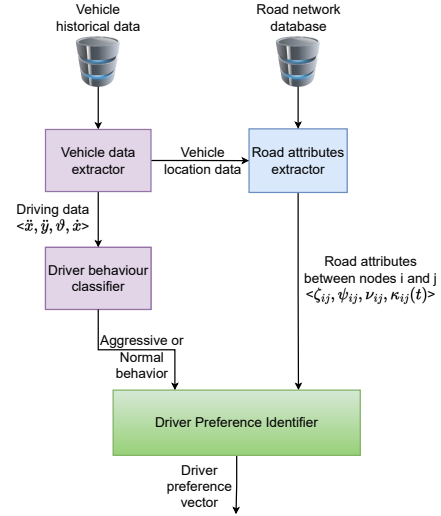 Vehicle
historical data
Road network
database
Vehicle data
extractor
Vehicle
location data
Road attributes
extractor
Driving data
<ẍ, ÿ, ϑ, ẋ>
Driver behaviour
classifier
Road attributes
between nodes i and j
<ζᵢⱼ, ψᵢⱼ, νᵢⱼ, κᵢⱼ(t)>
Aggressive or
Normal
behavior
Driver Preference Identifier
Driver
preference
vector